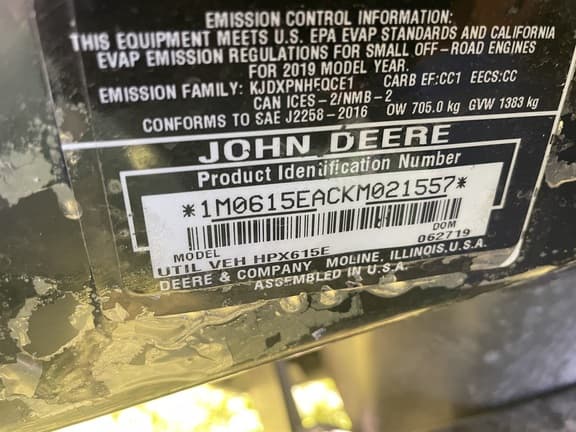 EMISSION CONTROL INFORMATION:
THIS EQUIPMENT MEETS U.S. EPA EVAP STANDARDS AND CALIFORNIA
EVAP EMISSION REGULATIONS FOR SMALL OFF-ROAD ENGINES
FOR 2019 MODEL YEAR.
EMISSION FAMILY: KJDXPNHEQCE1 CARB EF:CC1 EECS:CC
CAN ICES-2/NMB-2
CONFORMS TO SAE J2258-2016 OW 705.0 kg GVW 1383 kg
JOHN DEERE
Product Identification Number
*1M0615EACKM021557*
MODEL DOM
UTIL VEH HPX615E 062719
DEERE & COMPANY MOLINE, ILLINOIS, U.S.A.
ASSEMBLED IN U.S.A.